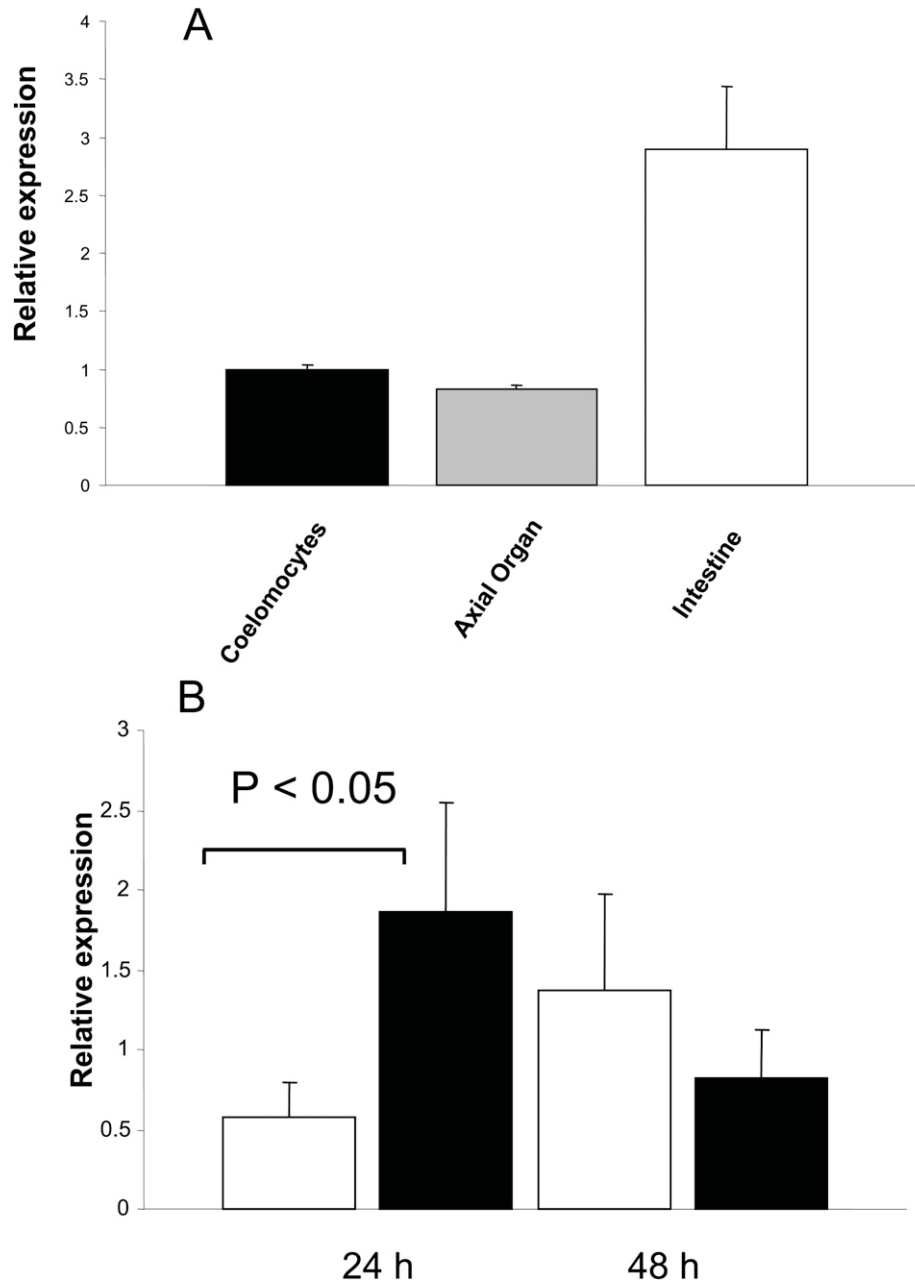 A
Relative expression
4
3.5
3
2.5
2
1.5
1
0.5
0
Coelomocytes
Axial Organ
Intestine
B
Relative expression
3
2.5
2
1.5
1
0.5
0
P < 0.05
24 h
48 h